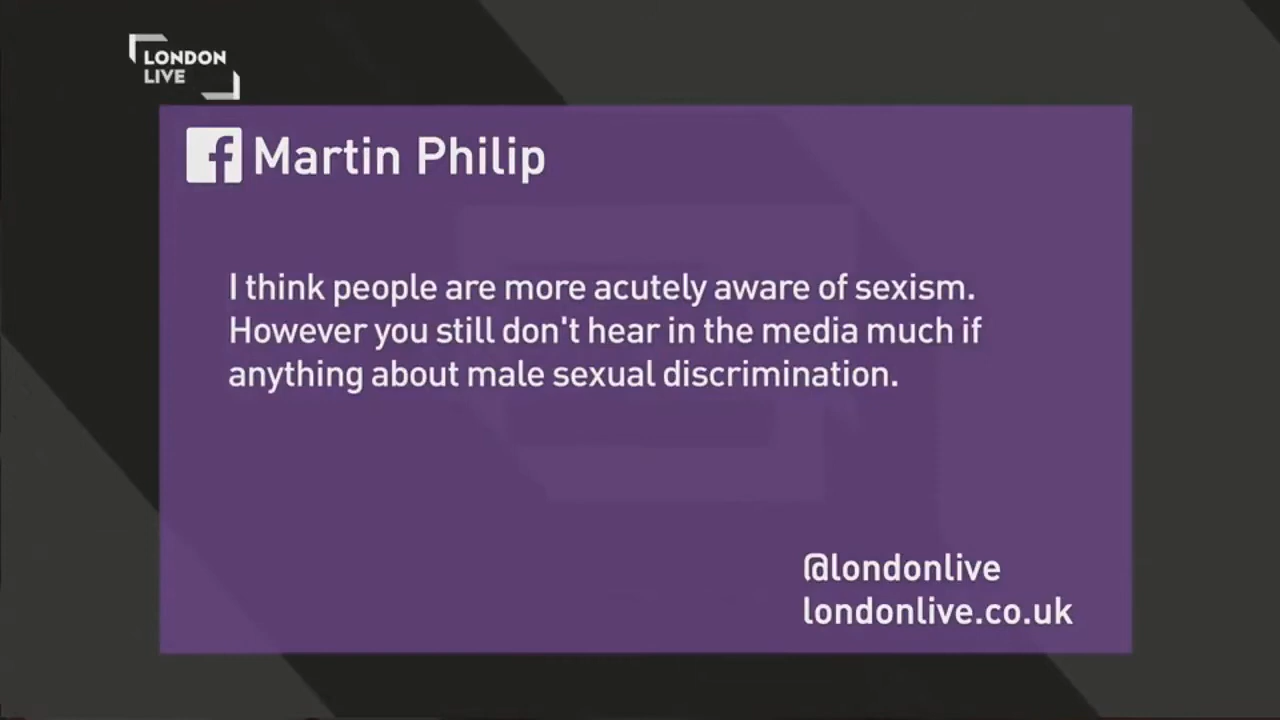 LONDON
LIVE
Martin Philip
I think people are more acutely aware of sexism.
However you still don't hear in the media much if
anything about male sexual discrimination.
@londonlive
londonlive.co.uk